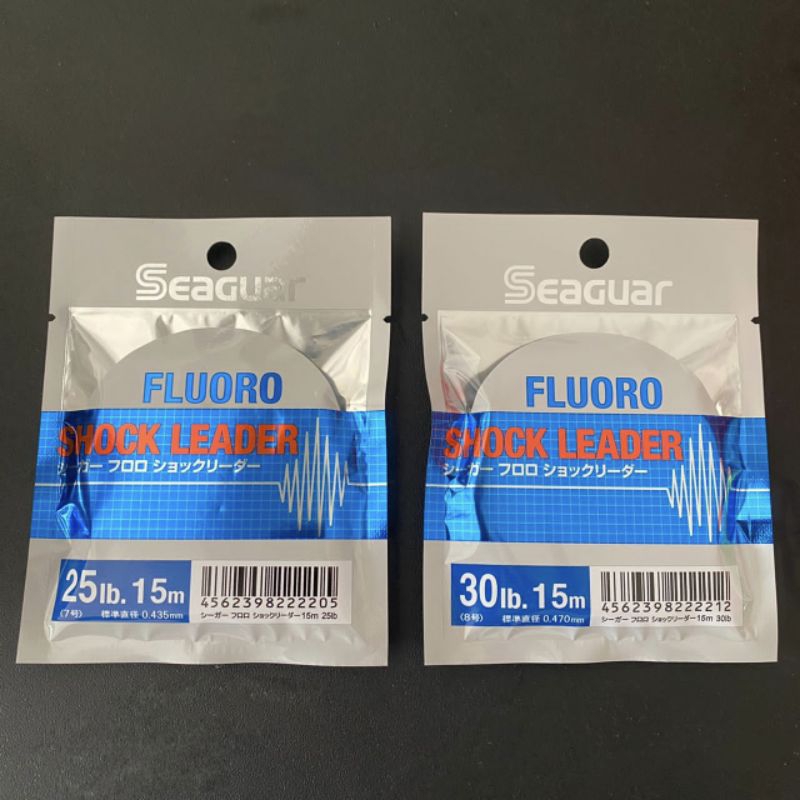 SEAGUAR
FLUORO
SHOCK LEADER
シーガー フロロ ショックリーダー
25lb. 15m
(7号) 標準直径 0.435mm
4562398222205
シーガー フロロ ショックリーダー15m 25lb
SEAGUAR
FLUORO
SHOCK LEADER
シーガー フロロ ショックリーダー
30lb. 15m
(8号) 標準直径 0.470mm
4562398222212
シーガー フロロ ショックリーダー15m 30lb